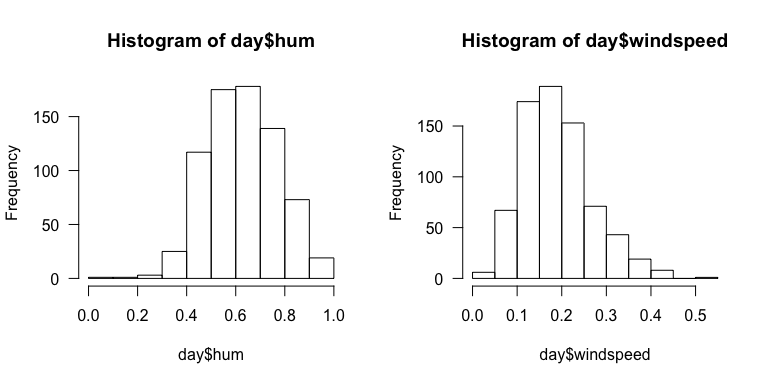 Histogram of day$hum
Frequency
150
100
50
0
0.0 0.2 0.4 0.6 0.8 1.0
day$hum
Histogram of day$windspeed
Frequency
150
100
50
0
0.0 0.1 0.2 0.3 0.4 0.5
day$windspeed